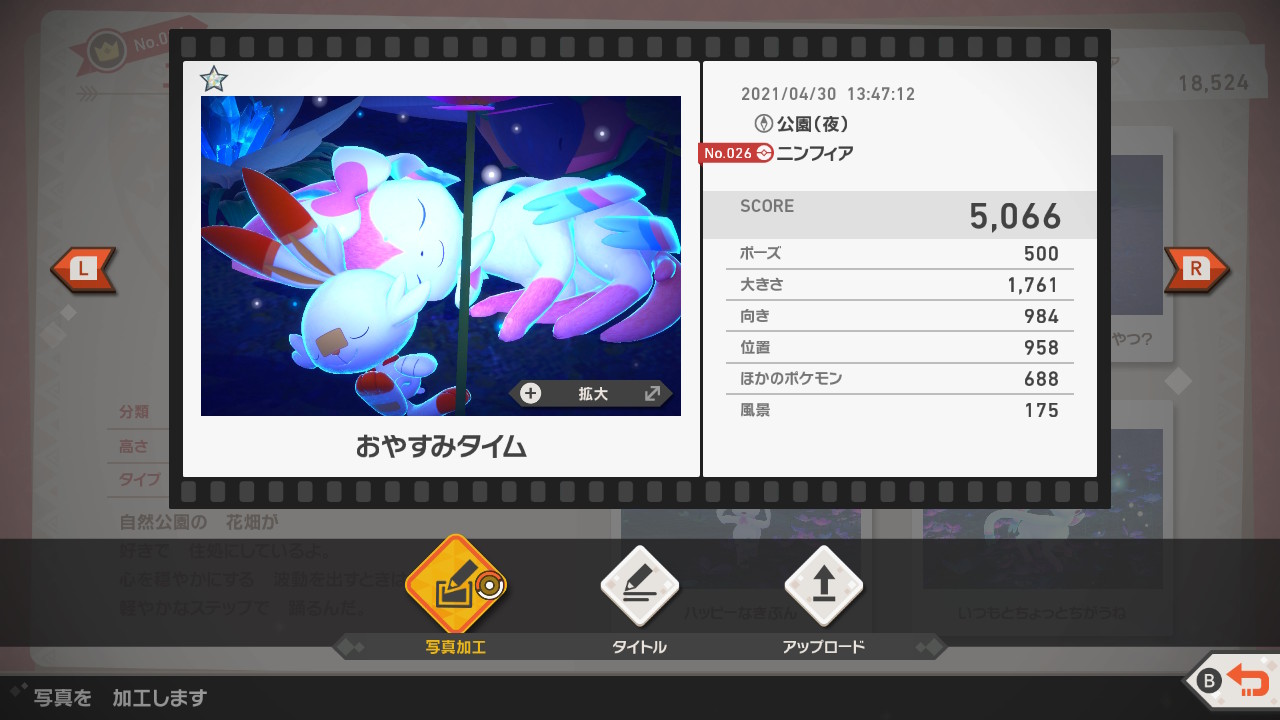 No.0
18,524
2021/04/30 13:47:12
公園(夜)
No.026 ニンフィア
SCORE 5,066
ポーズ 500
大きさ 1,761
向き 984
位置 958
ほかのポケモン 688
風景 175
L
R
拡大
おやすみタイム
やつ?
分類
高さ
タイプ
自然公園の 花畑が
好きで 住処にしているよ。
心を穏やかにする 波動を出すときに
軽やかなステップで 踊るんだ。
ハッピーなきぶん
いつもとちょっとちがうね
写真加工
タイトル
アップロード
写真を 加工します
B